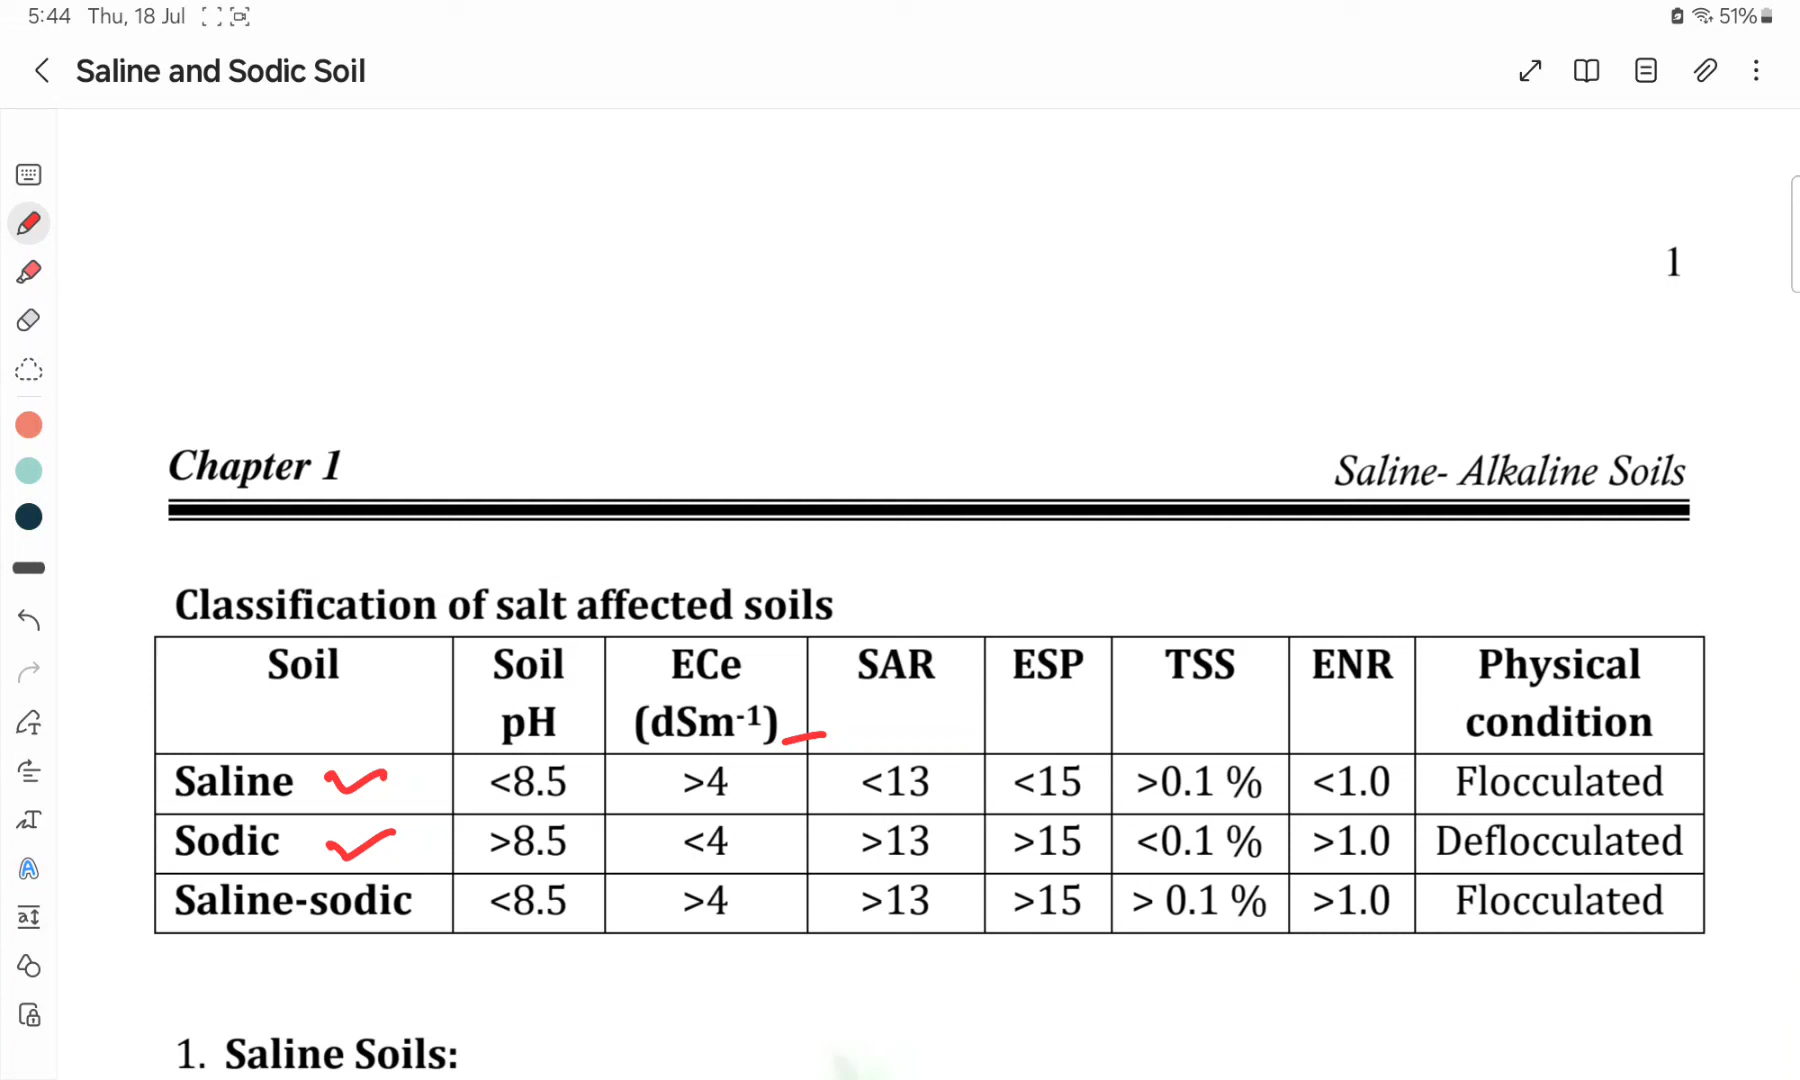 5:44 Thu, 18 Jul 51%
Saline and Sodic Soil
1
Chapter 1 Saline- Alkaline Soils
Classification of salt affected soils
Soil Soil pH ECe (dSm-1) SAR ESP TSS ENR Physical condition
Saline <8.5 >4 <13 <15 >0.1 % <1.0 Flocculated
Sodic >8.5 <4 >13 >15 <0.1 % >1.0 Deflocculated
Saline-sodic <8.5 >4 >13 >15 > 0.1 % >1.0 Flocculated
1. Saline Soils: